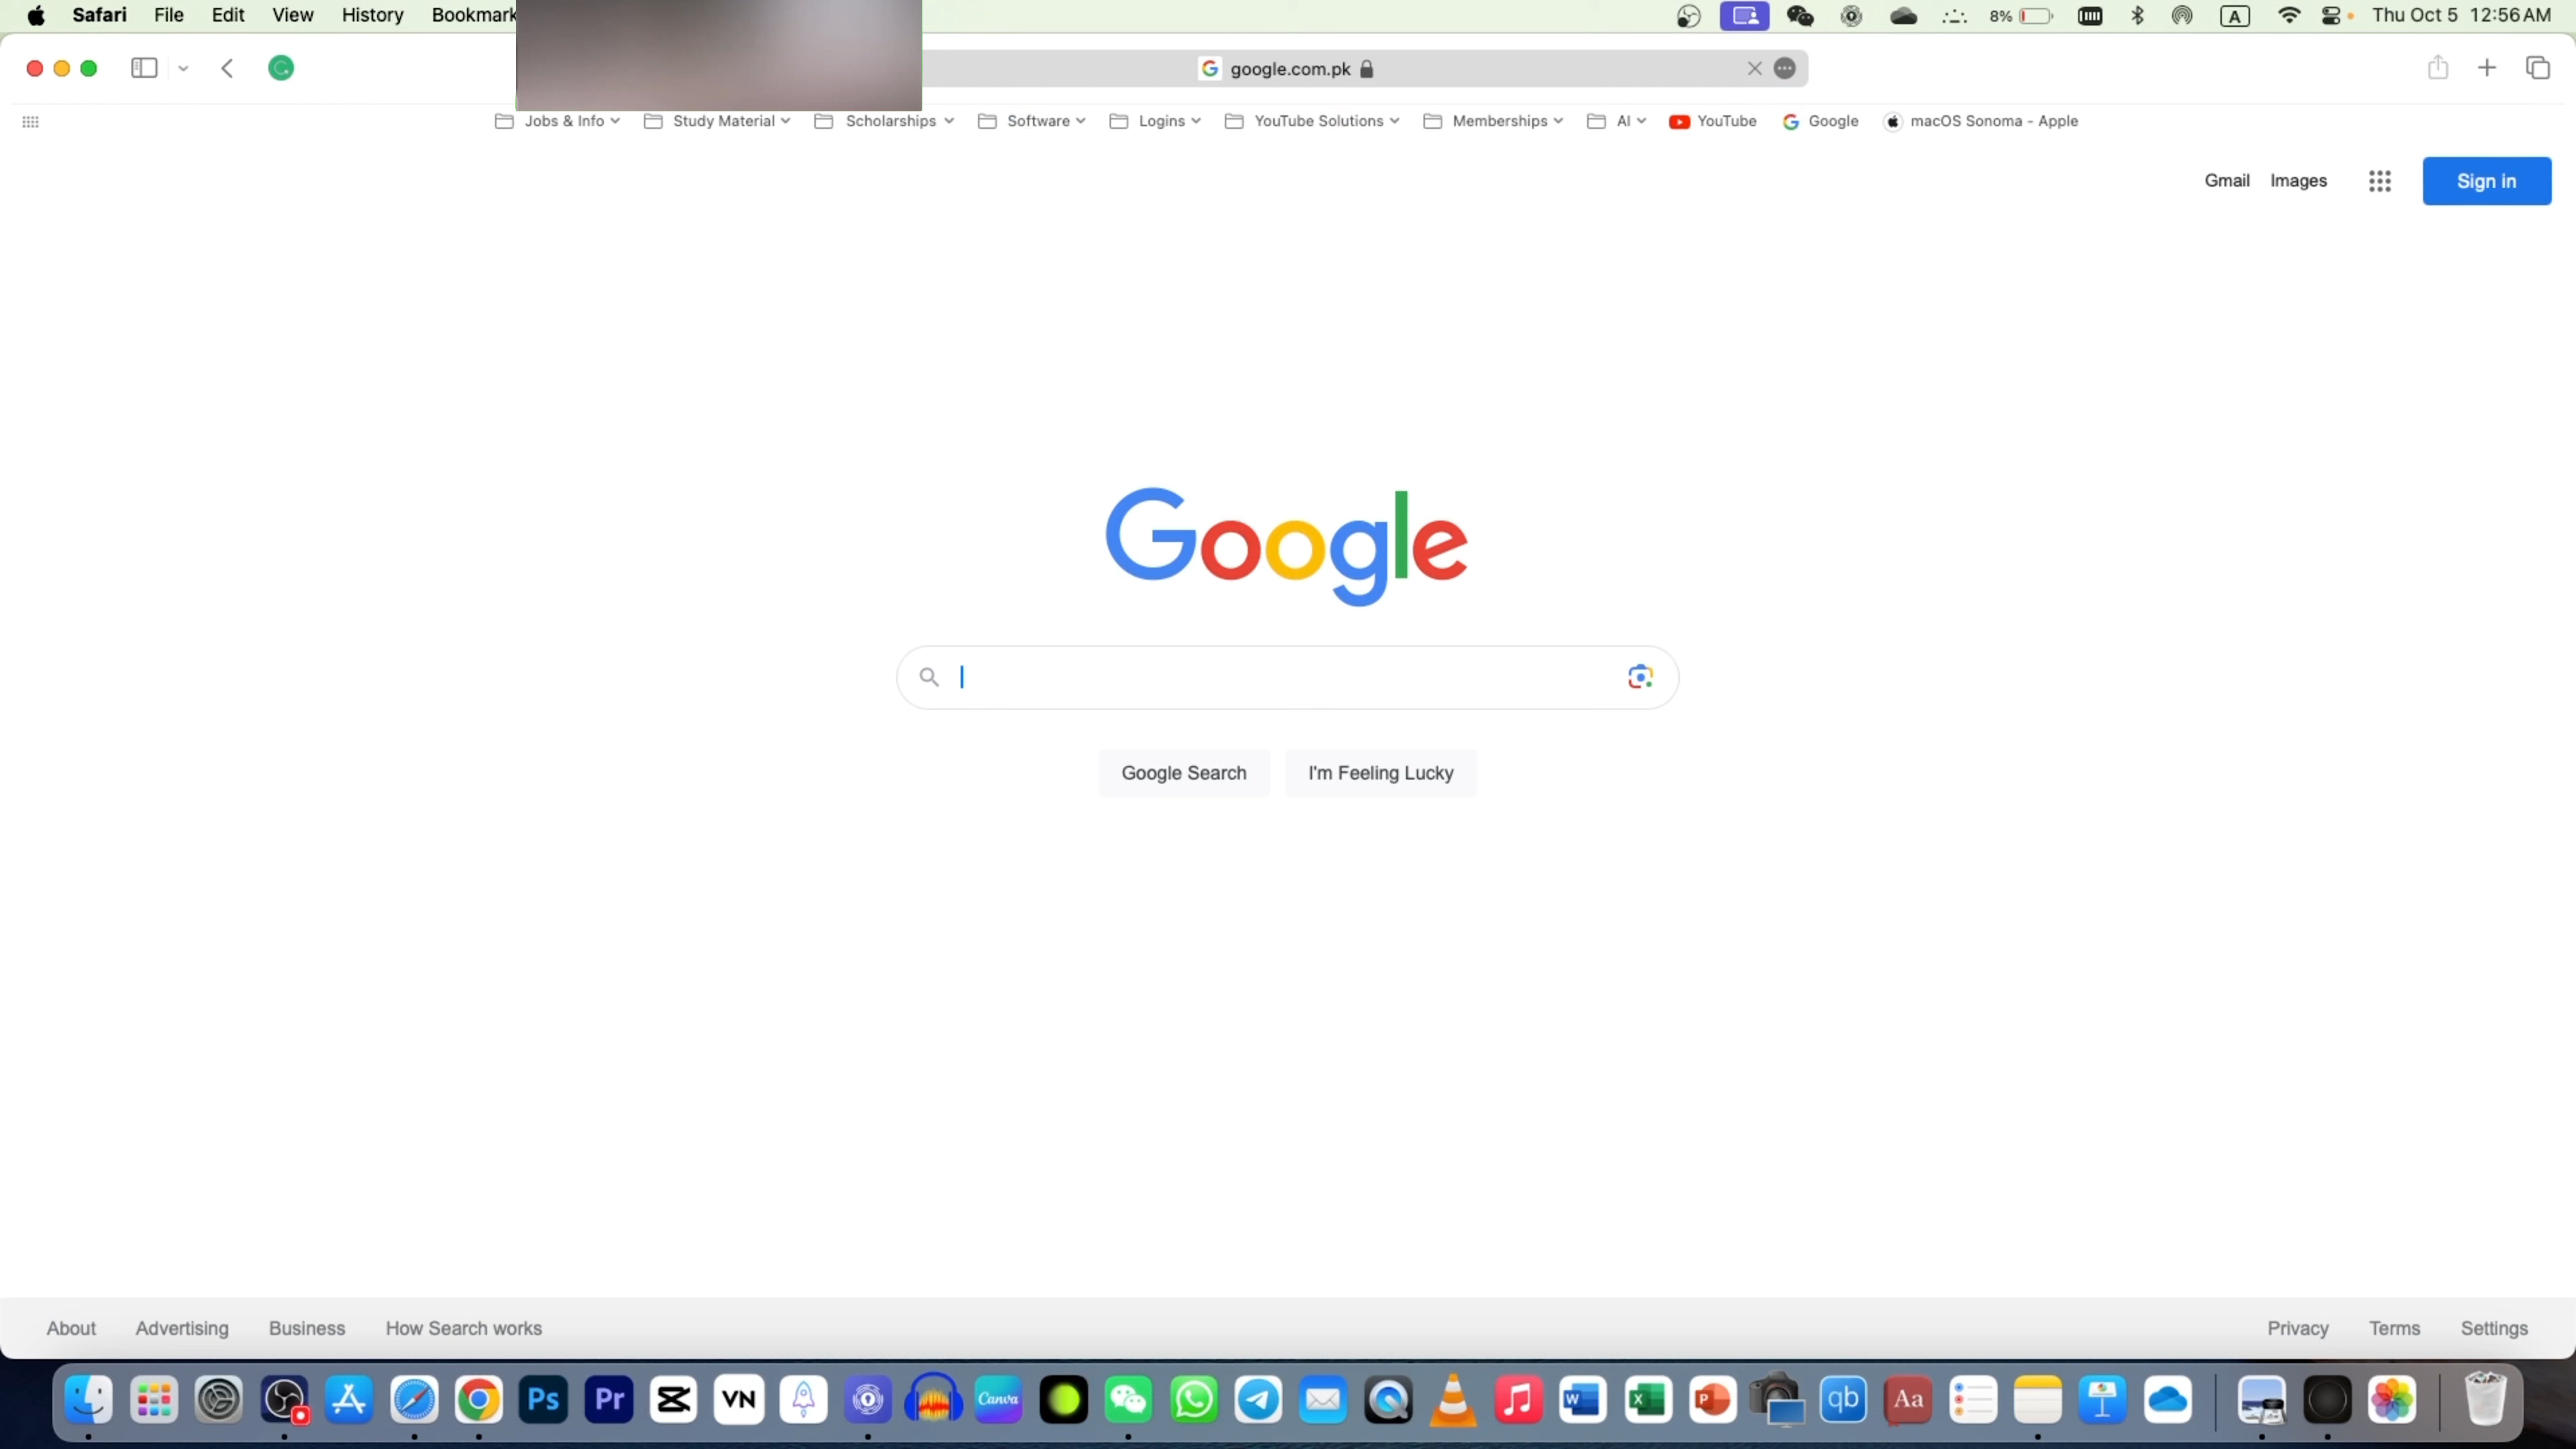 Safari File Edit View History Bookmark 8% A Thu Oct 5 12:56 AM
google.com.pk
Jobs & Info Study Material Scholarships Software Logins YouTube Solutions Memberships AI YouTube Google macOS Sonoma - Apple
Gmail Images Sign in
Google
Google Search I'm Feeling Lucky
About Advertising Business How Search works Privacy Terms Settings
Ps Pr VN Canva W X P qb Aa